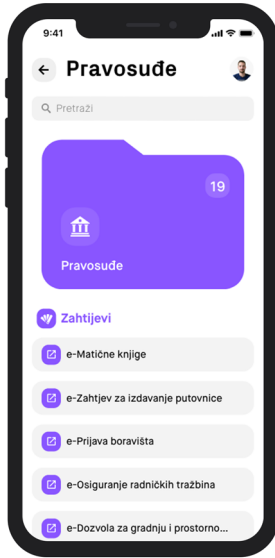 9:41
Pravosuđe
Pretraži
19
Pravosuđe
Zahtijevi
e-Matične knjige
e-Zahtjev za izdavanje putovnice
e-Prijava boravišta
e-Osiguranje radničkih tražbina
e-Dozvola za gradnju i prostorno...